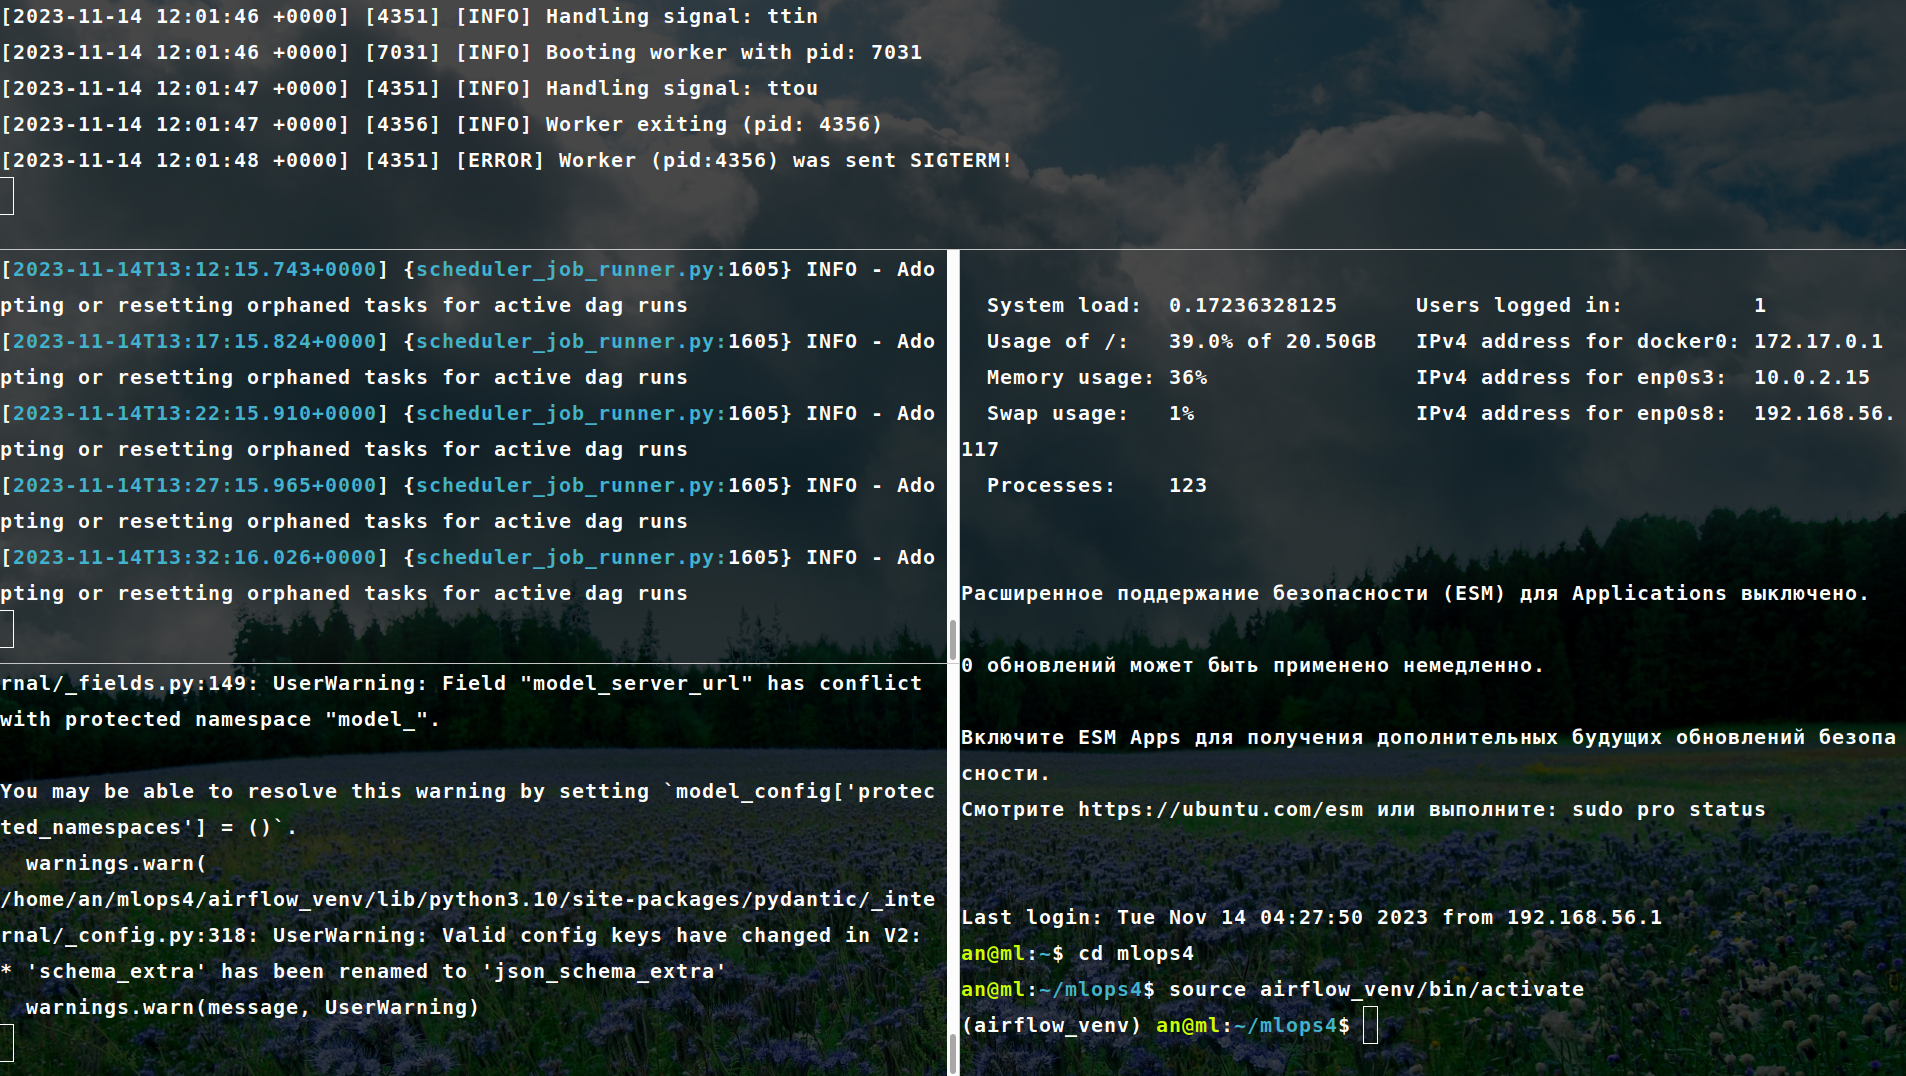 [2023-11-14 12:01:46 +0000] [4351] [INFO] Handling signal: ttin
[2023-11-14 12:01:46 +0000] [7031] [INFO] Booting worker with pid: 7031
[2023-11-14 12:01:47 +0000] [4351] [INFO] Handling signal: ttou
[2023-11-14 12:01:47 +0000] [4356] [INFO] Worker exiting (pid: 4356)
[2023-11-14 12:01:48 +0000] [4351] [ERROR] Worker (pid:4356) was sent SIGTERM!
[2023-11-14T13:12:15.743+0000] {scheduler_job_runner.py:1605} INFO - Ado
pting or resetting orphaned tasks for active dag runs
[2023-11-14T13:17:15.824+0000] {scheduler_job_runner.py:1605} INFO - Ado
pting or resetting orphaned tasks for active dag runs
[2023-11-14T13:22:15.910+0000] {scheduler_job_runner.py:1605} INFO - Ado
pting or resetting orphaned tasks for active dag runs
[2023-11-14T13:27:15.965+0000] {scheduler_job_runner.py:1605} INFO - Ado
pting or resetting orphaned tasks for active dag runs
[2023-11-14T13:32:16.026+0000] {scheduler_job_runner.py:1605} INFO - Ado
pting or resetting orphaned tasks for active dag runs
rnal/_fields.py:149: UserWarning: Field "model_server_url" has conflict
with protected namespace "model_".
You may be able to resolve this warning by setting `model_config['protec
ted_namespaces'] = ()`.
  warnings.warn(
/home/an/mlops4/airflow_venv/lib/python3.10/site-packages/pydantic/_inte
rnal/_config.py:318: UserWarning: Valid config keys have changed in V2:
* 'schema_extra' has been renamed to 'json_schema_extra'
  warnings.warn(message, UserWarning)
  System load:  0.17236328125      Users logged in:          1
  Usage of /:   39.0% of 20.50GB   IPv4 address for docker0: 172.17.0.1
  Memory usage: 36%                IPv4 address for enp0s3:  10.0.2.15
  Swap usage:   1%                 IPv4 address for enp0s8:  192.168.56.
117
  Processes:    123
Расширенное поддержание безопасности (ESM) для Applications выключено.
0 обновлений может быть применено немедленно.
Включите ESM Apps для получения дополнительных будущих обновлений безопа
сности.
Смотрите https://ubuntu.com/esm или выполните: sudo pro status
Last login: Tue Nov 14 04:27:50 2023 from 192.168.56.1
an@ml:~$ cd mlops4
an@ml:~/mlops4$ source airflow_venv/bin/activate
(airflow_venv) an@ml:~/mlops4$